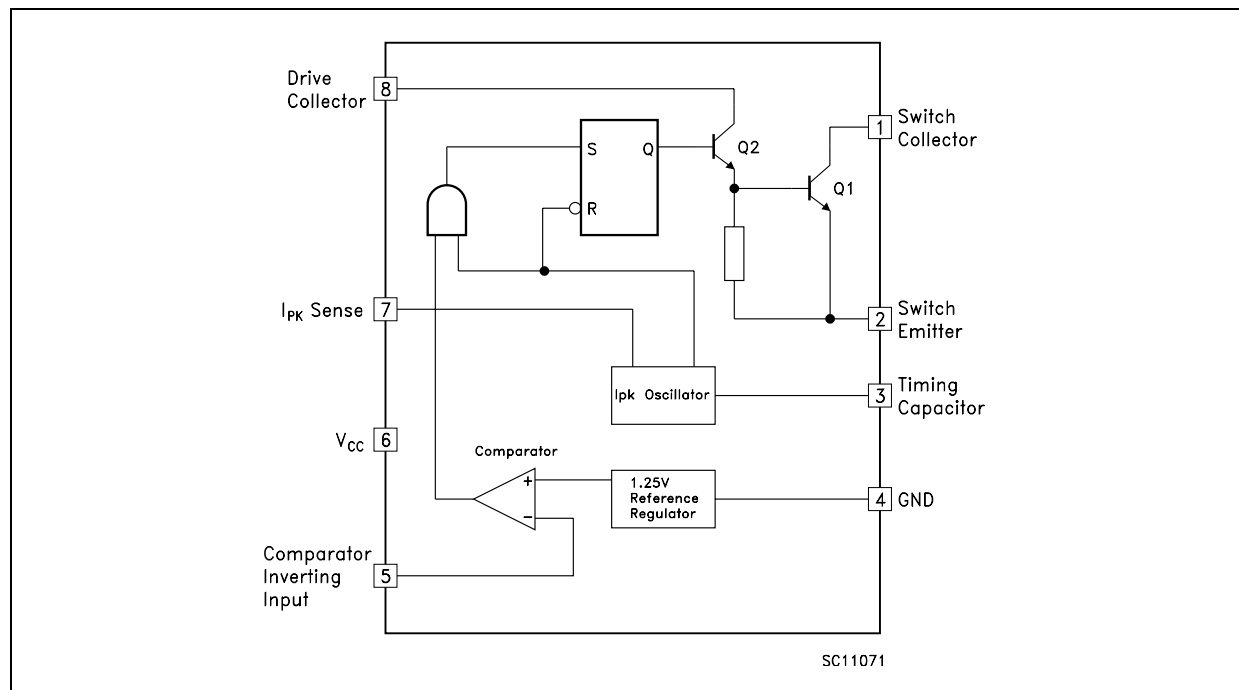 Drive
Collector
8
S
Q
Q2
1
Switch
Collector
Q1
R
I_PK Sense
7
2
Switch
Emitter
Ipk Oscillator
3
Timing
Capacitor
V_CC
6
Comparator
+
−
1.25V
Reference
Regulator
4
GND
Comparator
Inverting
Input
5
SC11071